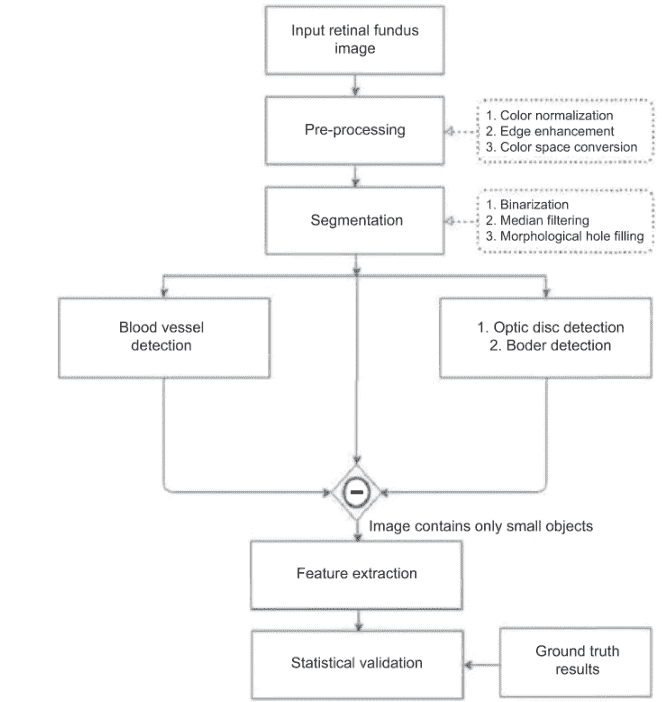 Input retinal fundus
image
Pre-processing
1. Color normalization
2. Edge enhancement
3. Color space conversion
Segmentation
1. Binarization
2. Median filtering
3. Morphological hole filling
Blood vessel
detection
1. Optic disc detection
2. Boder detection
Image contains only small objects
Feature extraction
Statistical validation
Ground truth
results